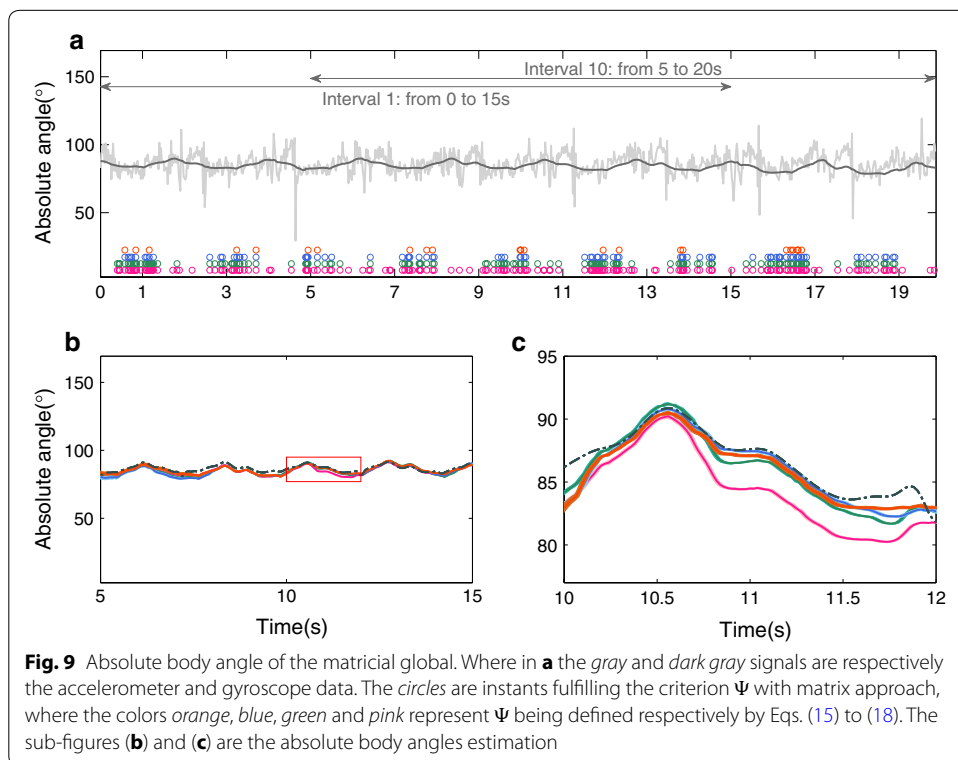 a
Absolute angle(°)
150
100
50
Interval 10: from 5 to 20s
Interval 1: from 0 to 15s
0 1 3 5 7 9 11 13 15 17 19
b
Absolute angle(°)
150
100
50
5 10 15
Time(s)
c
95
90
85
80
10 10.5 11 11.5 12
Time(s)
Fig. 9 Absolute body angle of the matricial global. Where in a the gray and dark gray signals are respectively
the accelerometer and gyroscope data. The circles are instants fulfilling the criterion Ψ with matrix approach,
where the colors orange, blue, green and pink represent Ψ being defined respectively by Eqs. (15) to (18). The
sub-figures (b) and (c) are the absolute body angles estimation